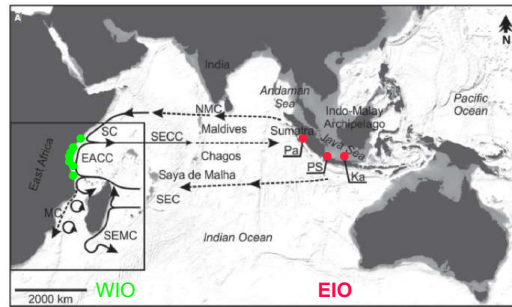 A
N
India
Andaman
Sea
Pacific
Ocean
NMC
Indo-Malay
Archipelago
SC
Maldives
Sumatra
SECC
Java Sea
East Africa
EACC
Chagos
Pa
PS
Ka
Saya de Malha
SEC
MC
SEMC
Indian Ocean
2000 km
WIO
EIO